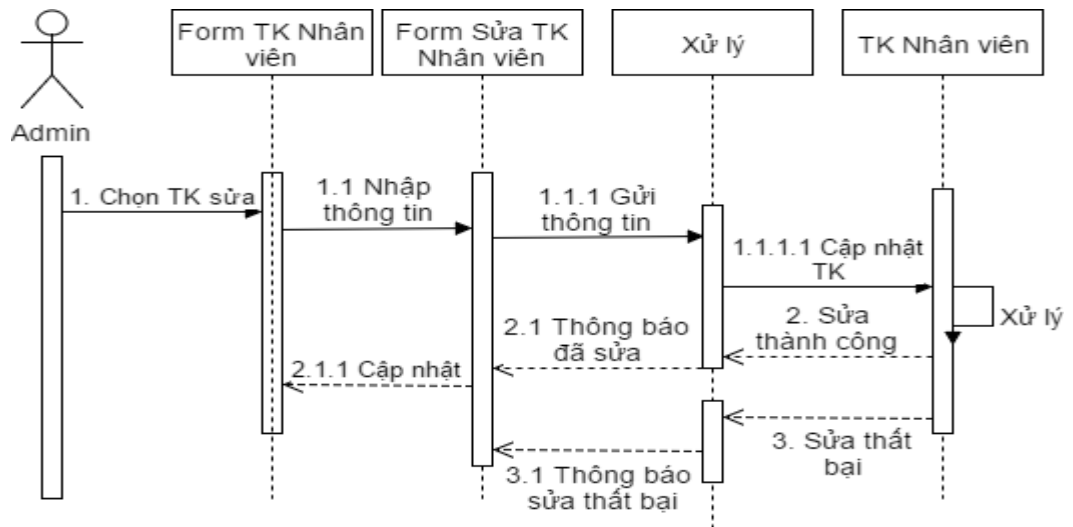 Form TK Nhân
viên
Form Sửa TK
Nhân viên
Xử lý
TK Nhân viên
Admin
1. Chọn TK sửa
1.1 Nhập
thông tin
1.1.1 Gửi
thông tin
1.1.1.1 Cập nhật
TK
Xử lý
2. Sửa
thành công
2.1 Thông báo
đã sửa
2.1.1 Cập nhật
3. Sửa thất
bại
3.1 Thông báo
sửa thất bại